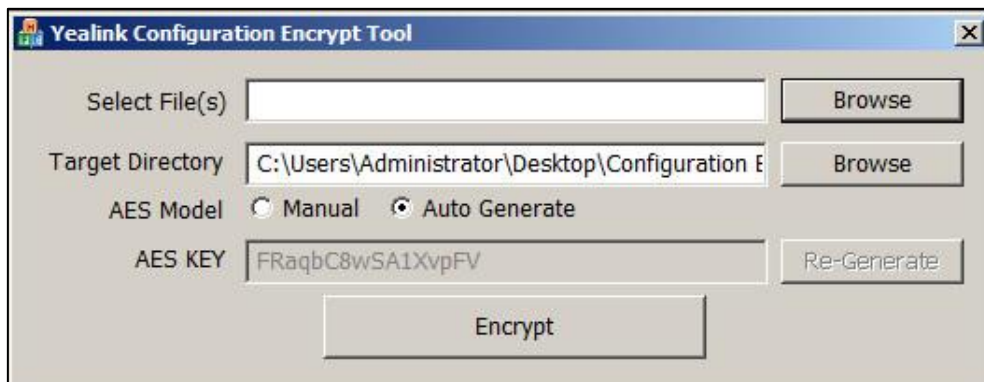 Yealink Configuration Encrypt Tool
Select File(s) Browse
Target Directory C:\Users\Administrator\Desktop\Configuration E Browse
AES Model Manual Auto Generate
AES KEY FRaqbC8wSA1XvpFV Re-Generate
Encrypt